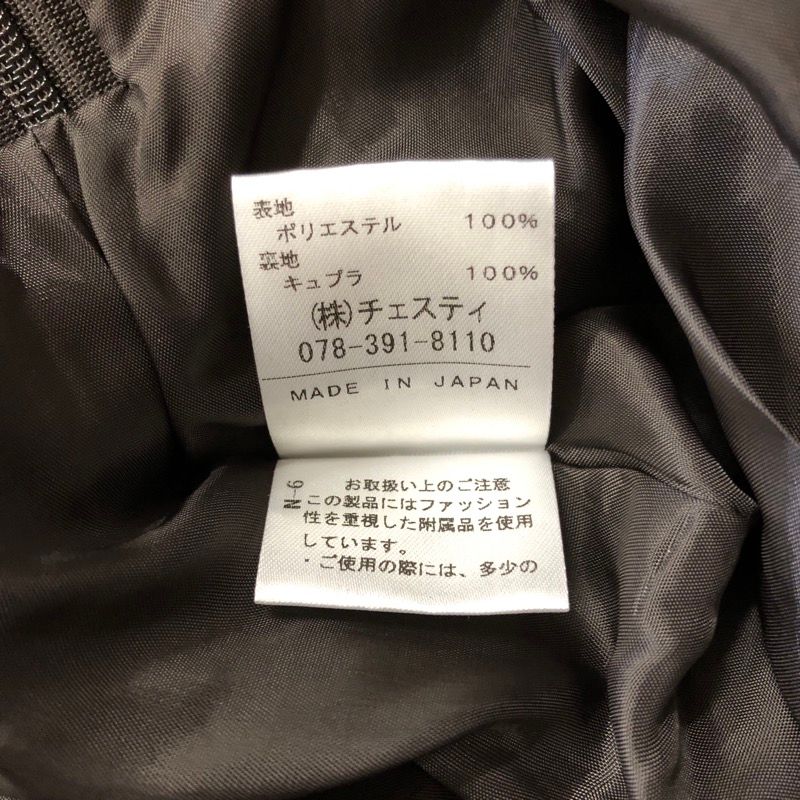 表地
ポリエステル 100%
裏地
キュプラ 100%
(株)チェスティ
078-391-8110
MADE IN JAPAN
N-6
お取扱い上のご注意
この製品にはファッション
性を重視した附属品を使用
しています。
・ご使用の際には、多少の